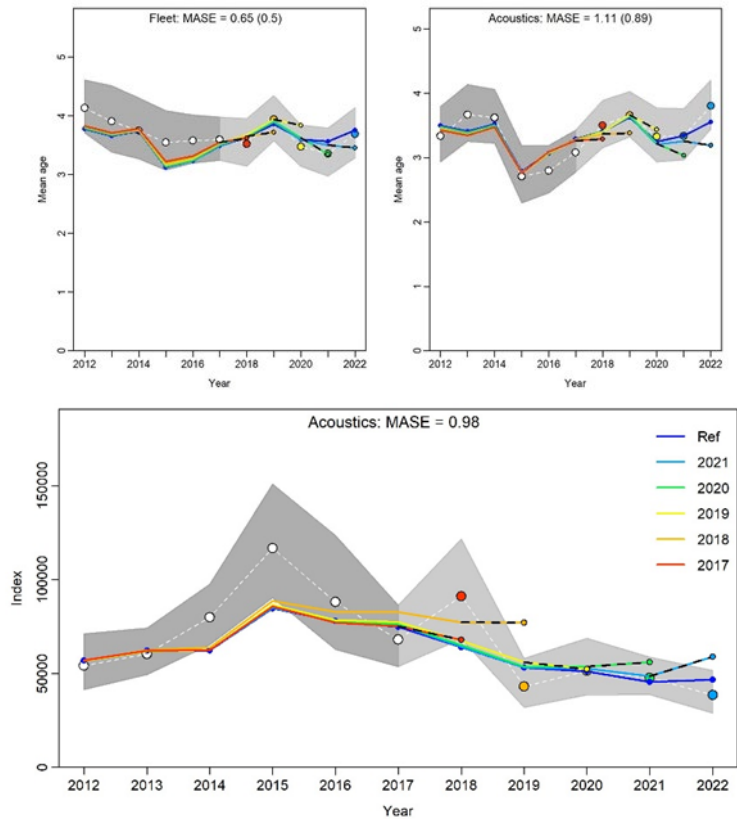 Fleet: MASE = 0.65 (0.5)
Mean age
0 1 2 3 4 5
2012 2014 2016 2018 2020 2022
Year
Acoustics: MASE = 1.11 (0.89)
Mean age
0 1 2 3 4 5
2012 2014 2016 2018 2020 2022
Year
Acoustics: MASE = 0.98
Index
0 50000 100000 150000
Ref
2021
2020
2019
2018
2017
2012 2013 2014 2015 2016 2017 2018 2019 2020 2021 2022
Year